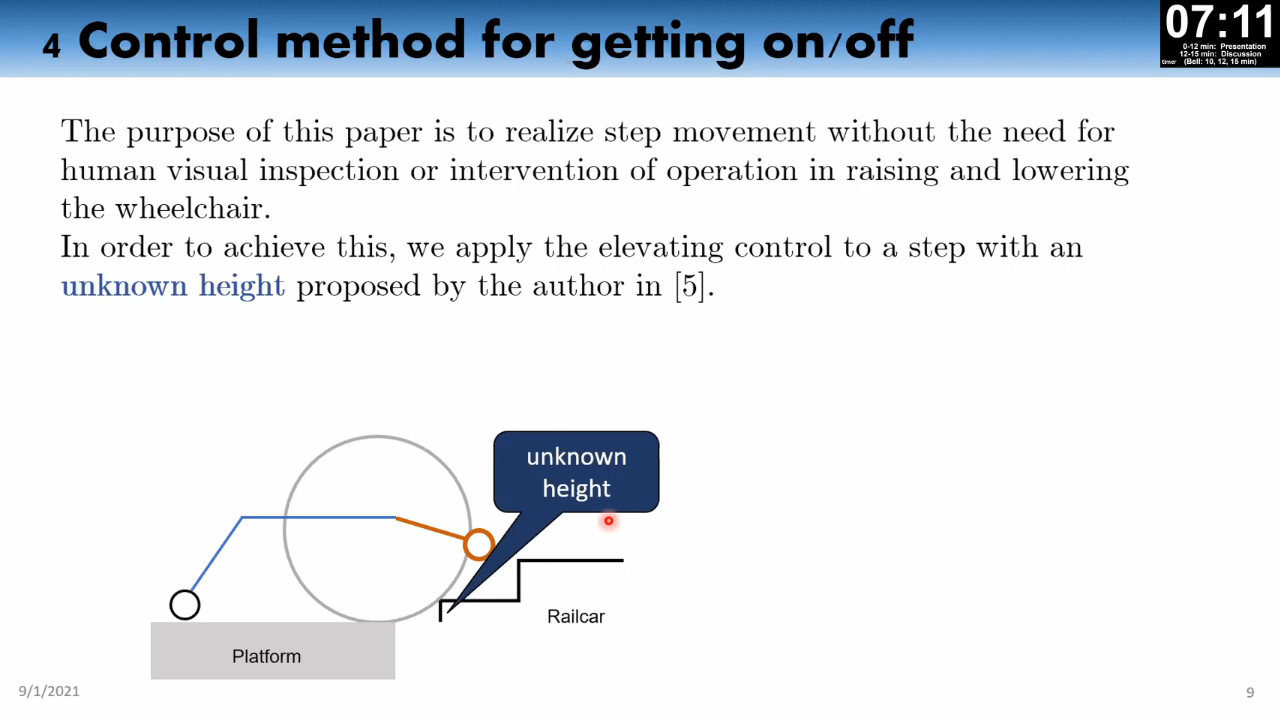 4 Control method for getting on/off
07:11
0-12 min: Presentation
12-15 min: Discussion
timer (Bell: 10, 12, 15 min)
The purpose of this paper is to realize step movement without the need for
human visual inspection or intervention of operation in raising and lowering
the wheelchair.
In order to achieve this, we apply the elevating control to a step with an
unknown height proposed by the author in [5].
unknown
height
Railcar
Platform
9/1/2021
9